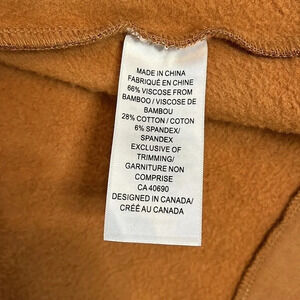 MADE IN CHINA
FABRIQUÉ EN CHINE
66% VISCOSE FROM
BAMBOO/VISCOSE DE
BAMBOU
28% COTTON / COTON
6% SPANDEX/
SPANDEX
EXCLUSIVE OF
TRIMMING/
GARNITURE NON
COMPRISE
CA 40690
DESIGNED IN CANADA/
CRÉÉ AU CANADA